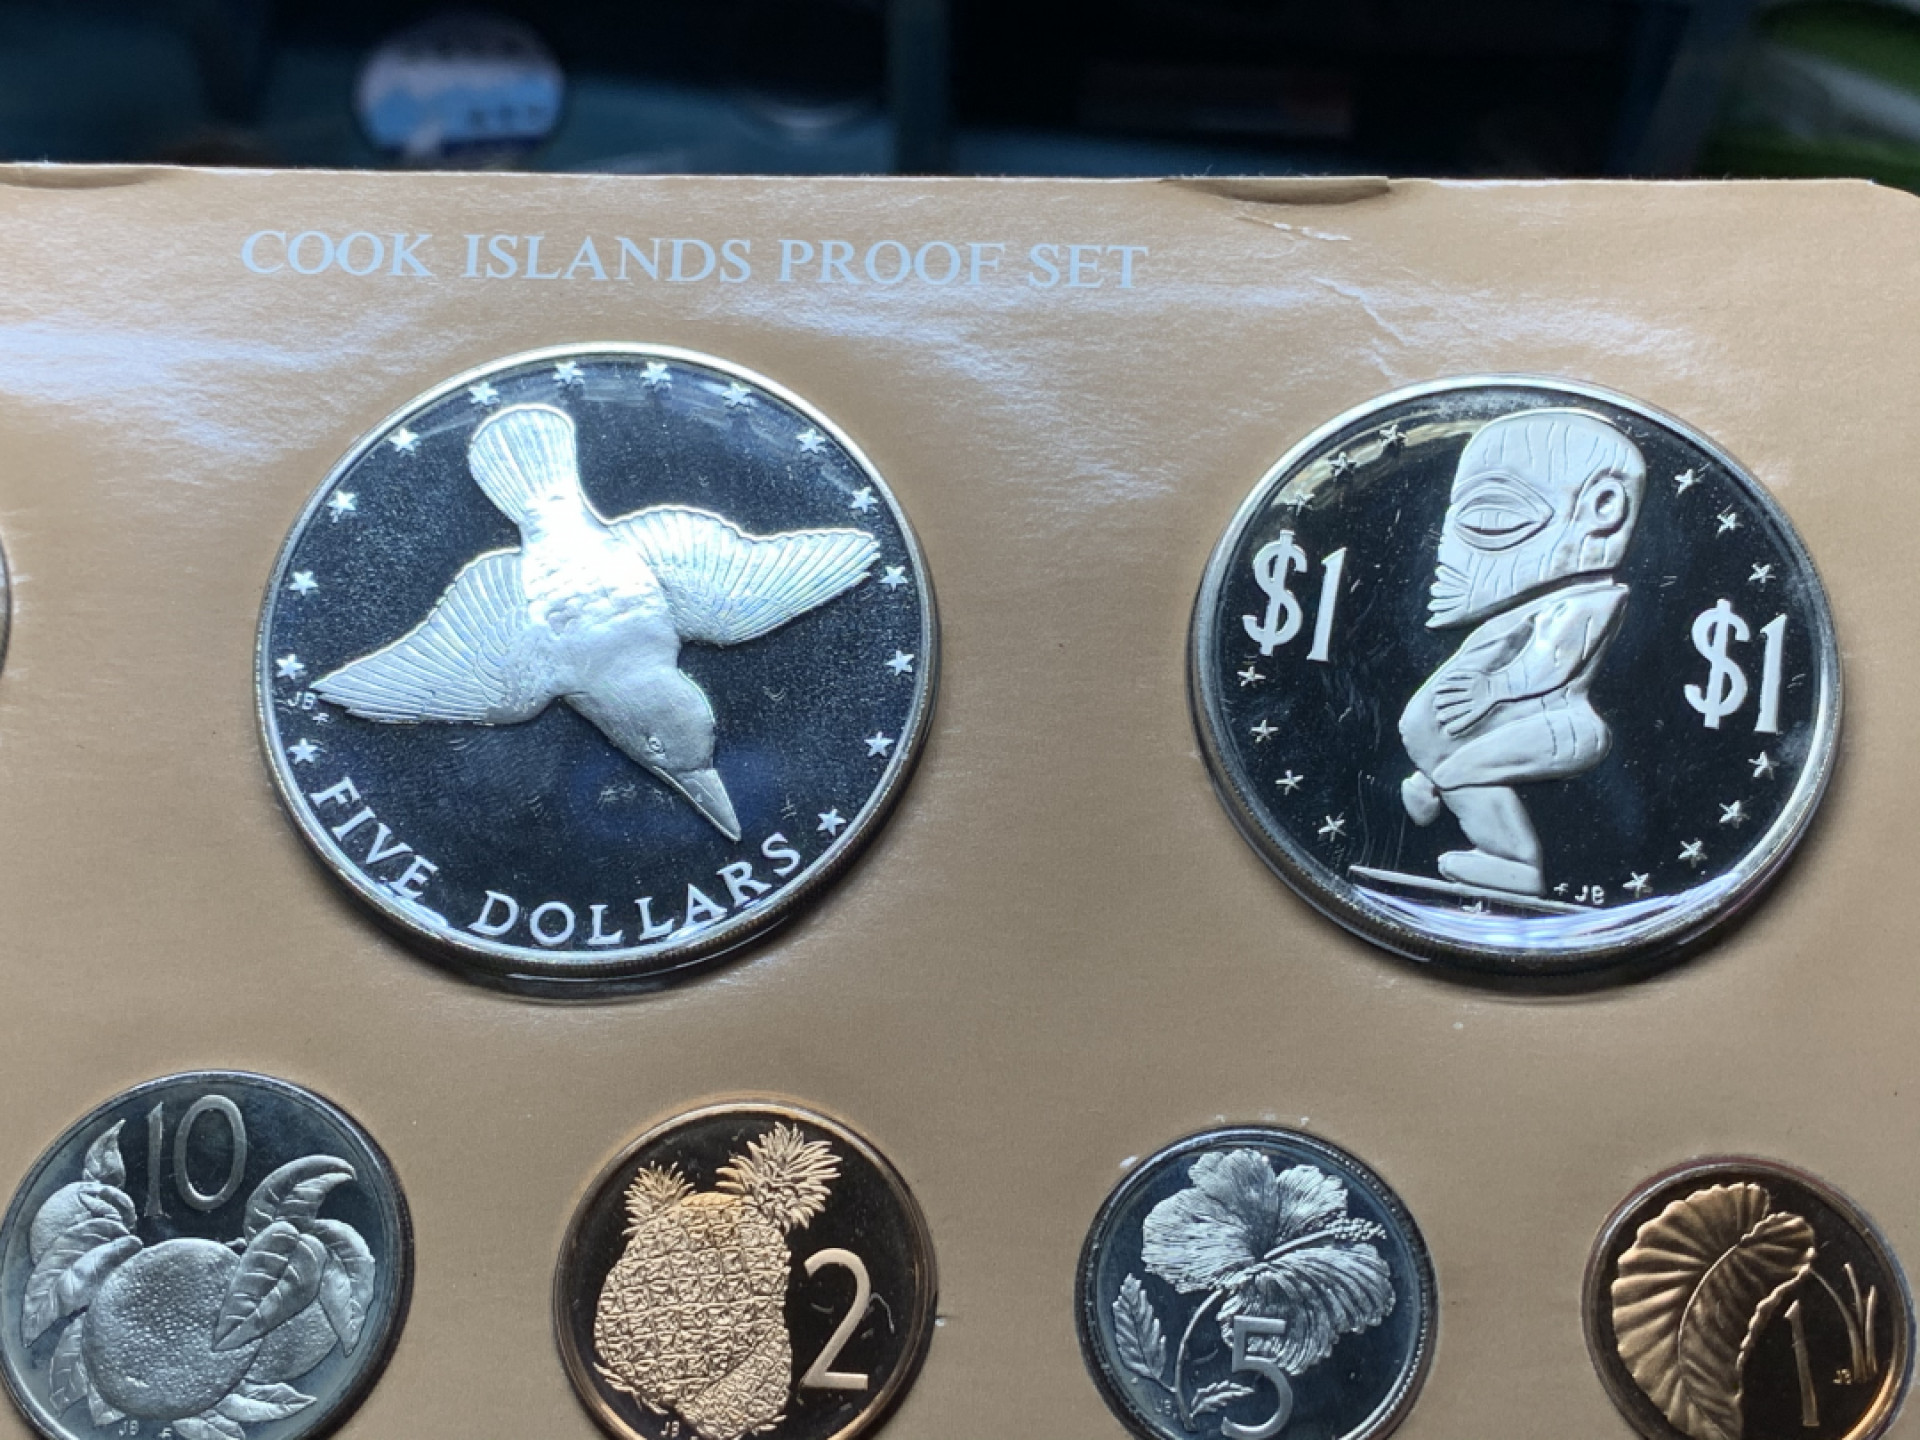 COOK ISLANDS PROOF SET
JB
FIVE DOLLARS
$1
$1
JB
10
JB
2
JB
5
JB
1
JB